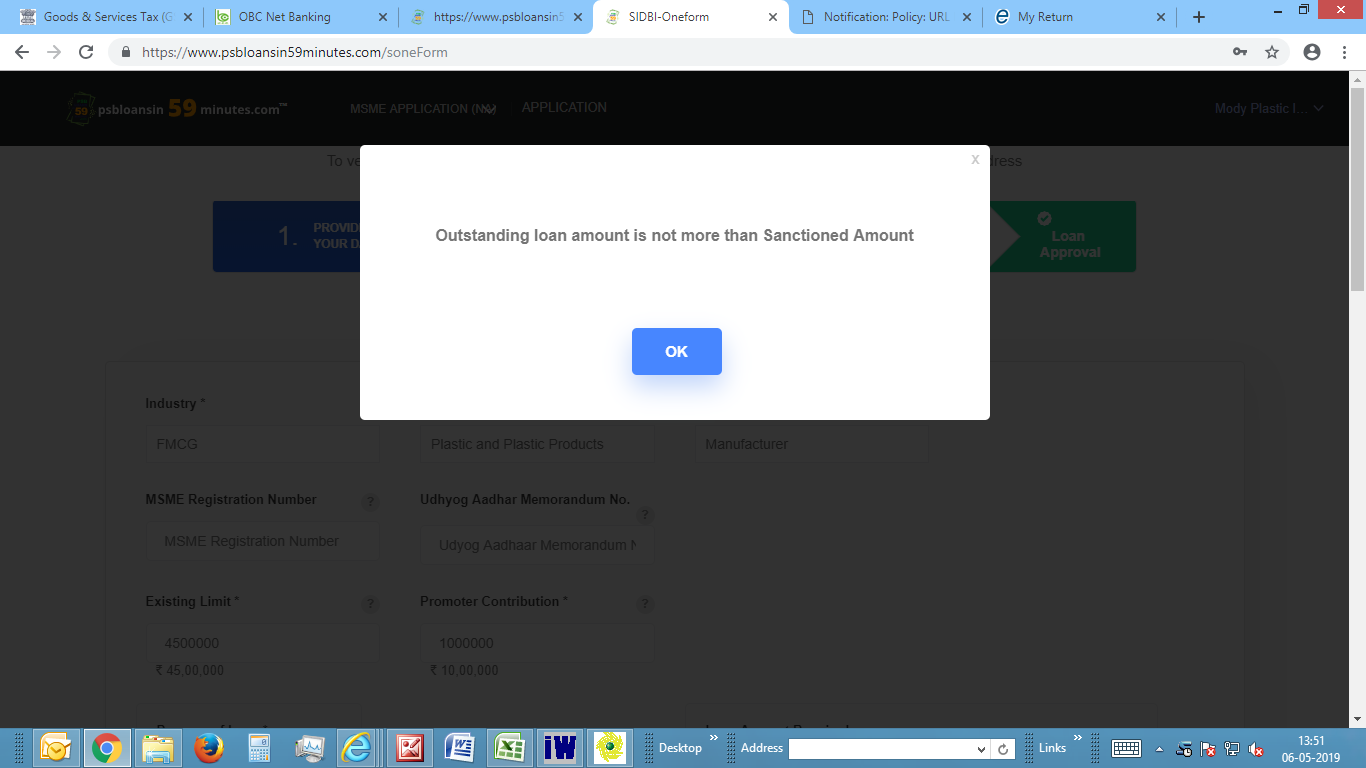 Goods & Services Tax (G
OBC Net Banking
https://www.psbloansin5
SIDBI-Oneform
Notification: Policy: URL
My Return
https://www.psbloansin59minutes.com/soneForm
psbloansin 59 minutes.com™
MSME APPLICATION (N
APPLICATION
Mody Plastic I...
To ve
dress
1.
PROVID
YOUR D
Loan
Approval
X
Outstanding loan amount is not more than Sanctioned Amount
OK
Industry *
FMCG
Plastic and Plastic Products
Manufacturer
MSME Registration Number
?
Udhyog Aadhar Memorandum No.
?
MSME Registration Number
Udyog Aadhaar Memorandum N
Existing Limit *
?
Promoter Contribution *
?
4500000
1000000
₹ 45,00,000
₹ 10,00,000
Desktop
Address
Links
13:51
06-05-2019